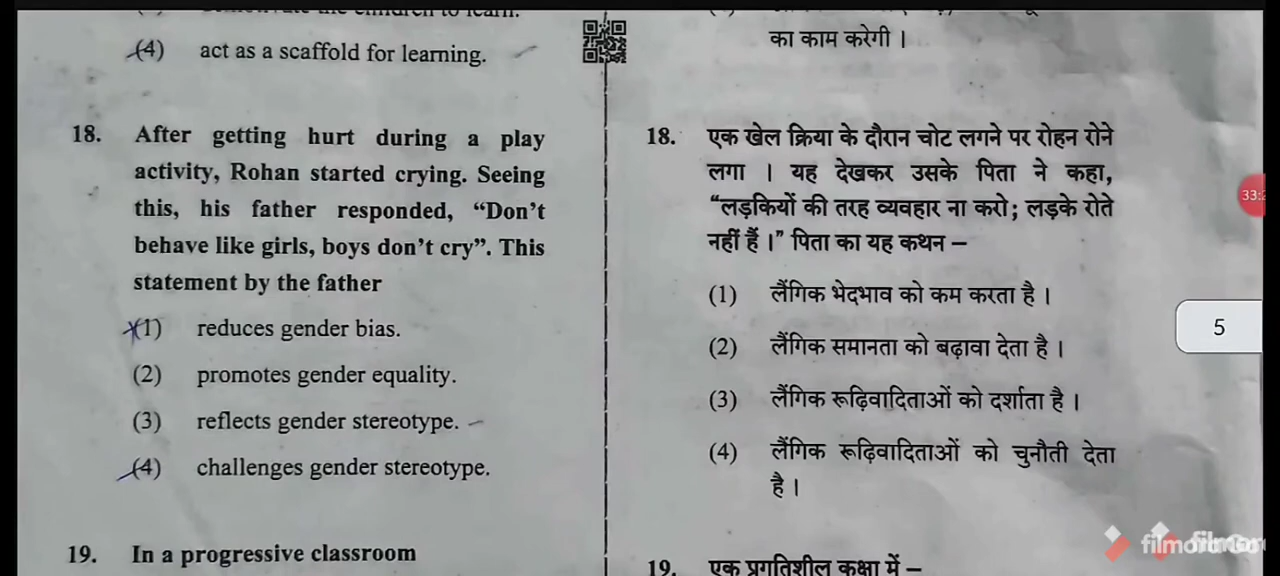 (4) act as a scaffold for learning.
18. After getting hurt during a play
activity, Rohan started crying. Seeing
this, his father responded, “Don’t
behave like girls, boys don’t cry”. This
statement by the father
(1) reduces gender bias.
(2) promotes gender equality.
(3) reflects gender stereotype.
(4) challenges gender stereotype.
19. In a progressive classroom
का काम करेगी ।
18. एक खेल क्रिया के दौरान चोट लगने पर रोहन रोने
लगा । यह देखकर उसके पिता ने कहा,
“लड़कियों की तरह व्यवहार ना करो; लड़के रोते
नहीं हैं ।” पिता का यह कथन –
(1) लैंगिक भेदभाव को कम करता है ।
(2) लैंगिक समानता को बढ़ावा देता है ।
(3) लैंगिक रूढ़िवादिताओं को दर्शाता है ।
(4) लैंगिक रूढ़िवादिताओं को चुनौती देता
है ।
19. एक प्रगतिशील कक्षा में –
5
filmora Go